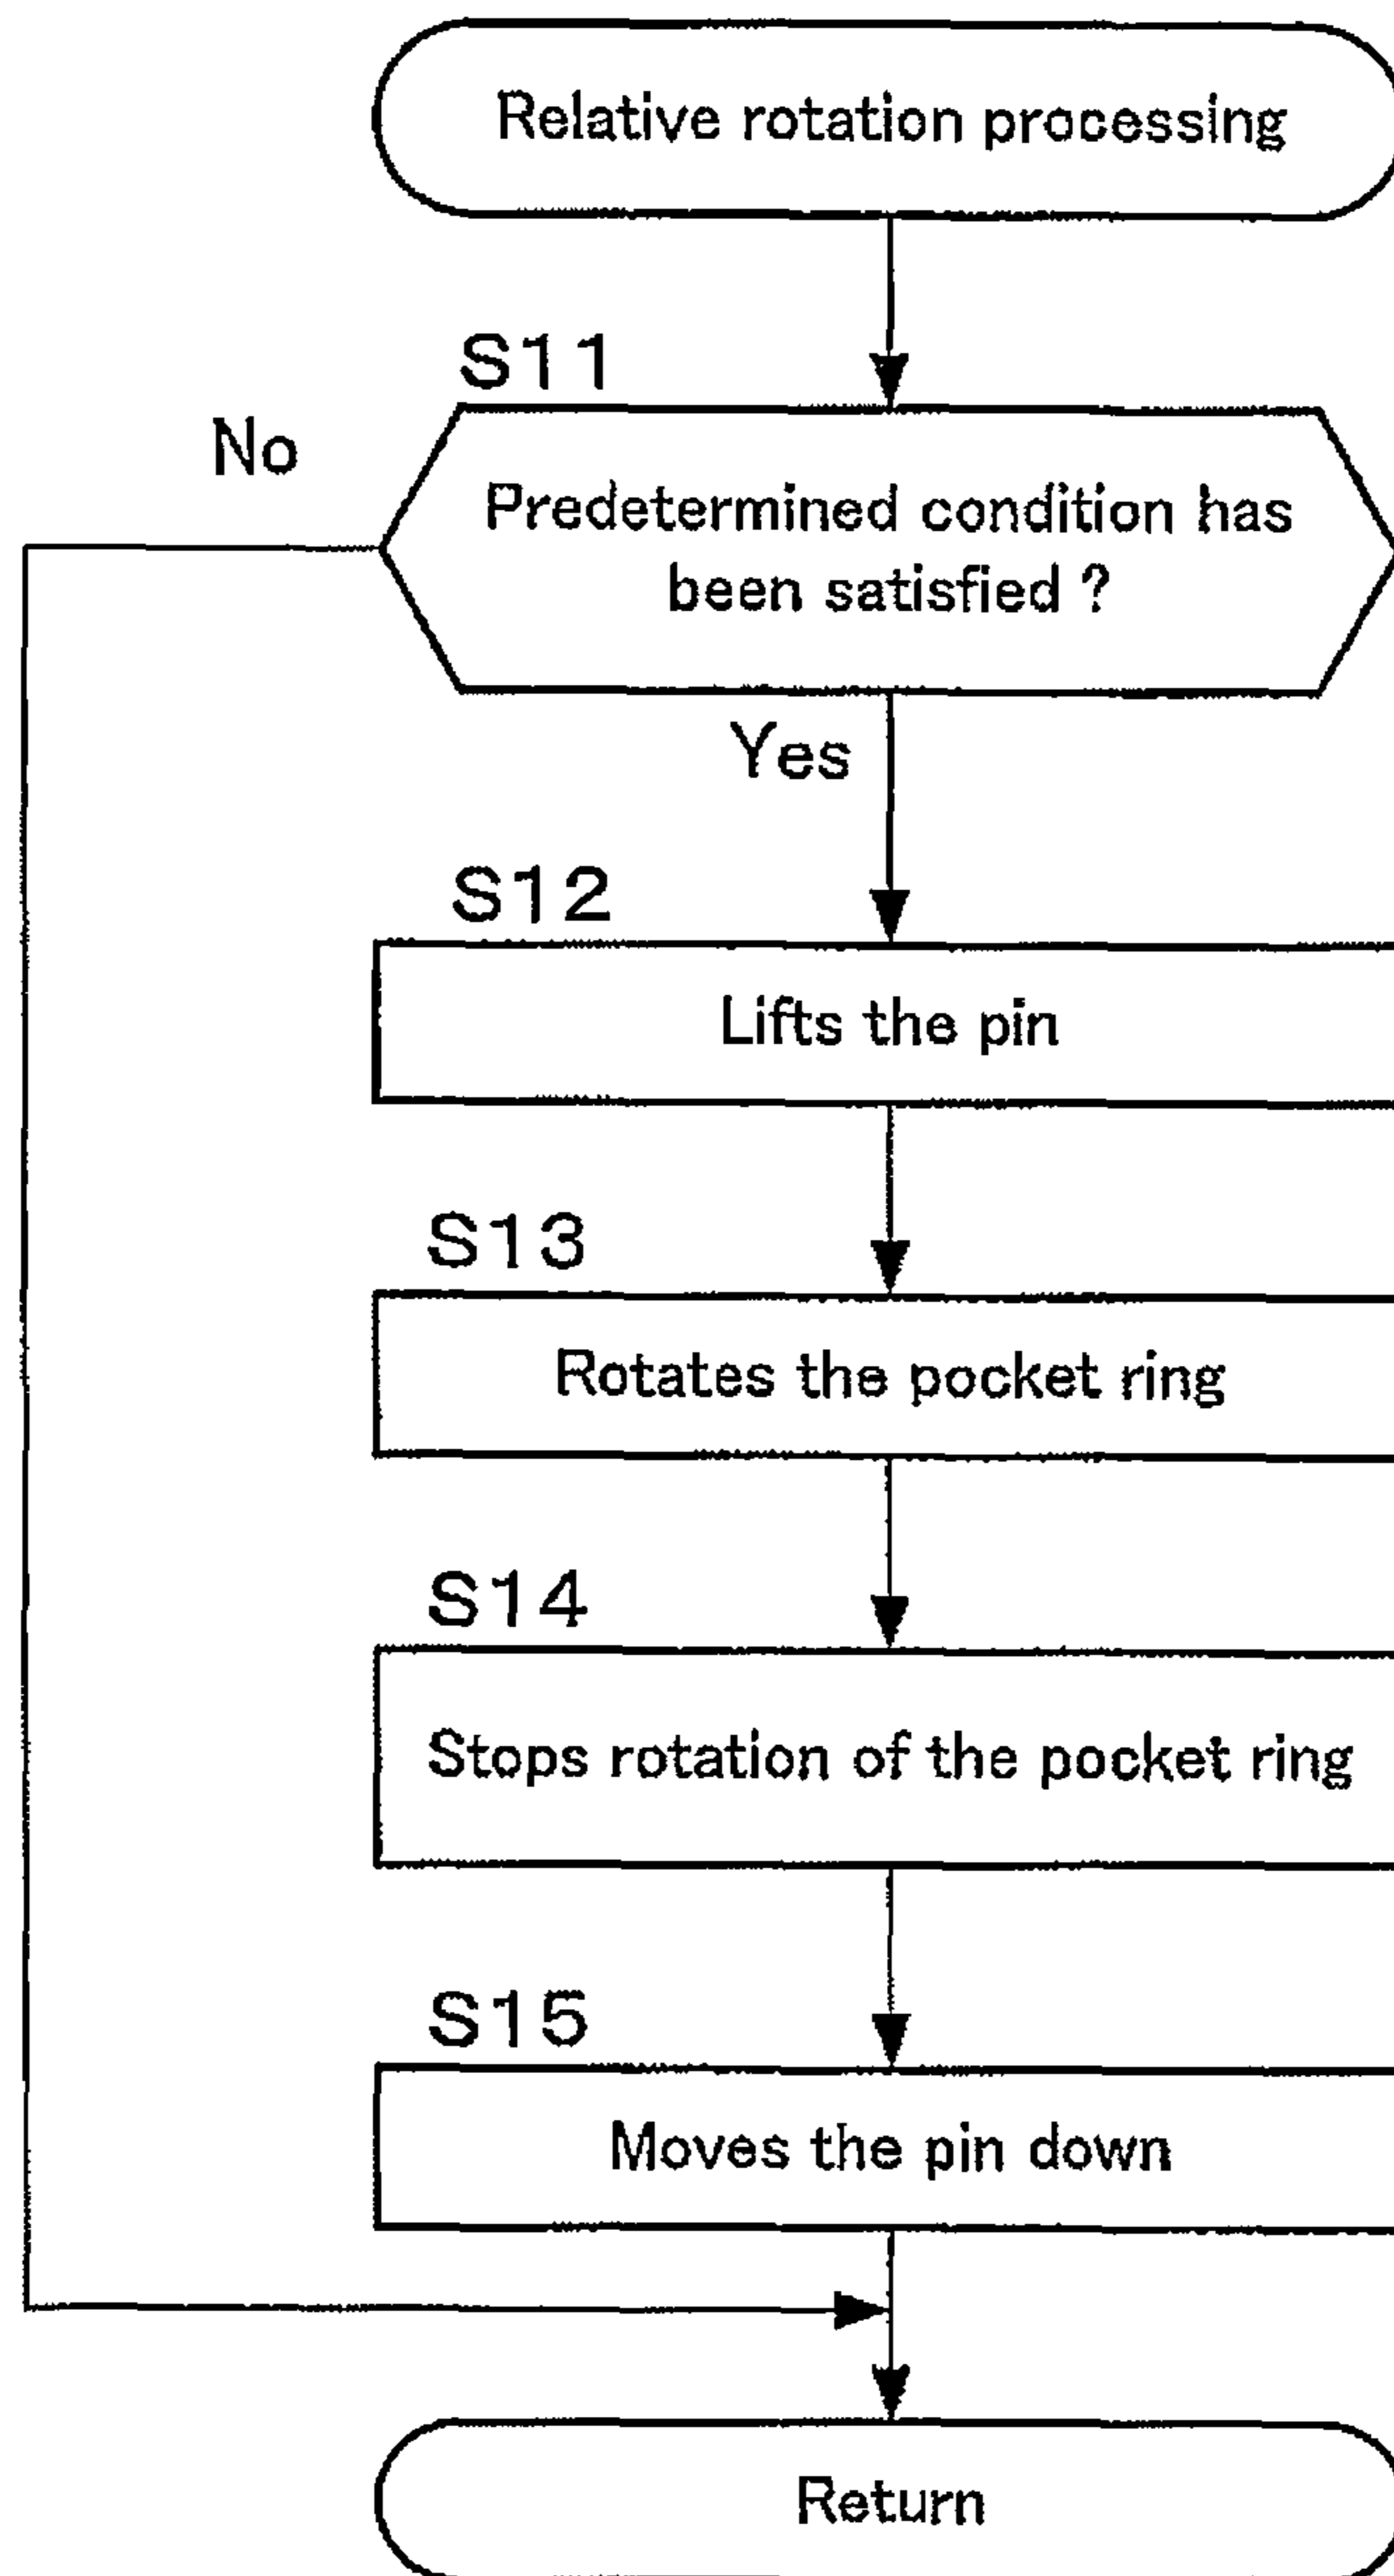 Relative rotation processing
S11
No
Predetermined condition has
been satisfied ?
Yes
S12
Lifts the pin
S13
Rotates the pocket ring
S14
Stops rotation of the pocket ring
S15
Moves the pin down
Return